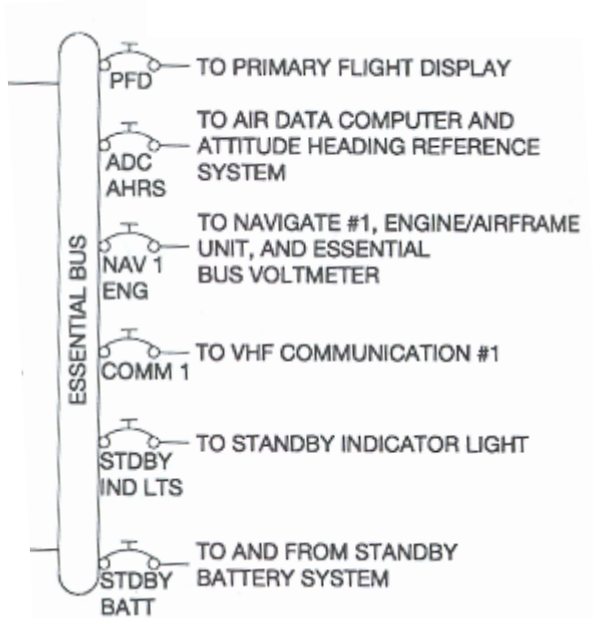 PFD
TO PRIMARY FLIGHT DISPLAY
ADC
AHRS
TO AIR DATA COMPUTER AND
ATTITUDE HEADING REFERENCE
SYSTEM
NAV 1
ENG
TO NAVIGATE #1, ENGINE/AIRFRAME
UNIT, AND ESSENTIAL
BUS VOLTMETER
ESSENTIAL BUS
COMM 1
TO VHF COMMUNICATION #1
STDBY
IND LTS
TO STANDBY INDICATOR LIGHT
STDBY
BATT
TO AND FROM STANDBY
BATTERY SYSTEM